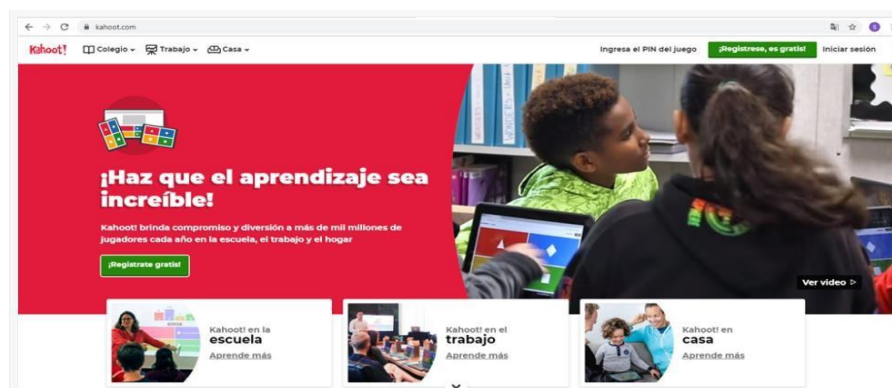 kahoot.com
Kahoot! Colegio Trabajo Casa Ingresa el PIN del juego ¡Regístrese, es gratis! Iniciar sesión
¡Haz que el aprendizaje sea
increíble!
Kahoot! brinda compromiso y diversión a más de mil millones de
jugadores cada año en la escuela, el trabajo y el hogar
¡Registrate gratis!
Ver video
Kahoot! en la
escuela
Aprende más
Kahoot! en el
trabajo
Aprende más
Kahoot! en
casa
Aprende más